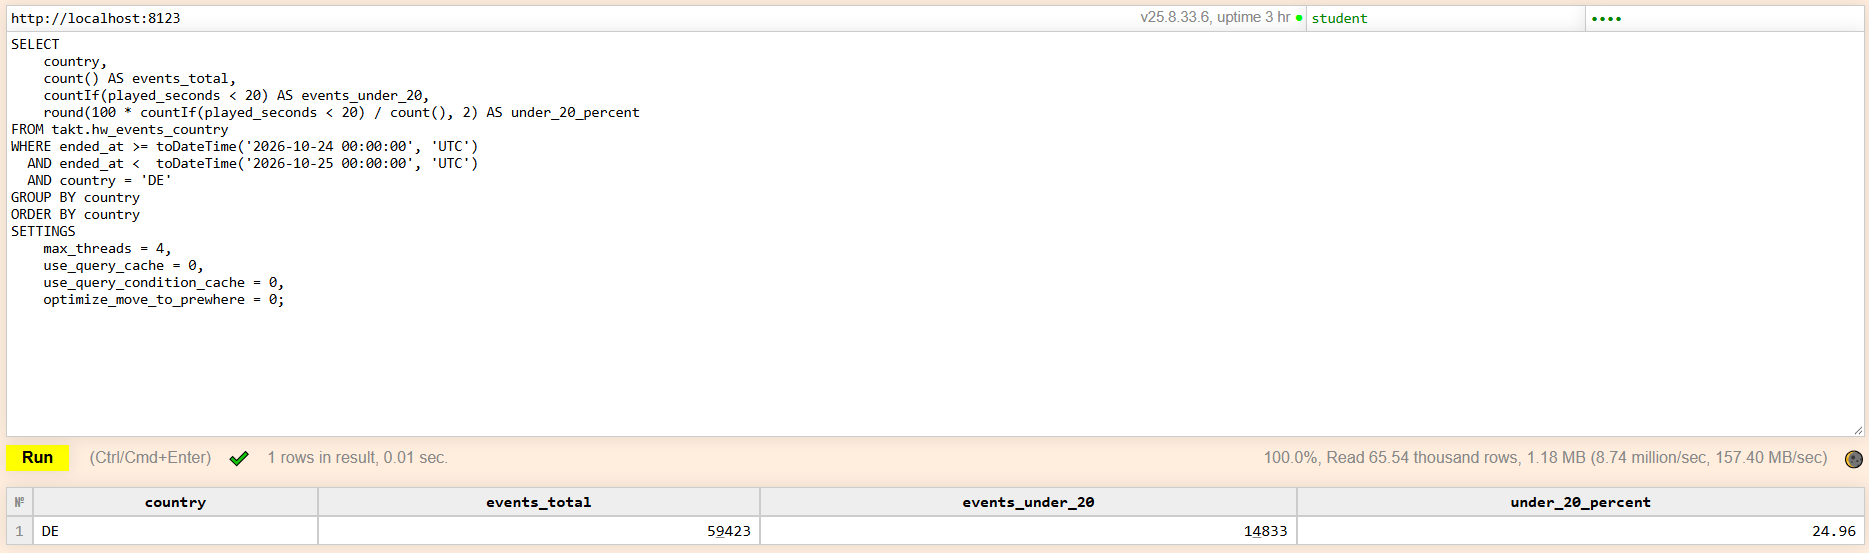 http://localhost:8123 v25.8.33.6, uptime 3 hr student ••••
SELECT
    country,
    count() AS events_total,
    countIf(played_seconds < 20) AS events_under_20,
    round(100 * countIf(played_seconds < 20) / count(), 2) AS under_20_percent
FROM takt.hw_events_country
WHERE ended_at >= toDateTime('2026-10-24 00:00:00', 'UTC')
  AND ended_at <  toDateTime('2026-10-25 00:00:00', 'UTC')
  AND country = 'DE'
GROUP BY country
ORDER BY country
SETTINGS
    max_threads = 4,
    use_query_cache = 0,
    use_query_condition_cache = 0,
    optimize_move_to_prewhere = 0;
Run (Ctrl/Cmd+Enter) ✔ 1 rows in result, 0.01 sec. 100.0%, Read 65.54 thousand rows, 1.18 MB (8.74 million/sec, 157.40 MB/sec)
№ country events_total events_under_20 under_20_percent
1 DE 59423 14833 24.96